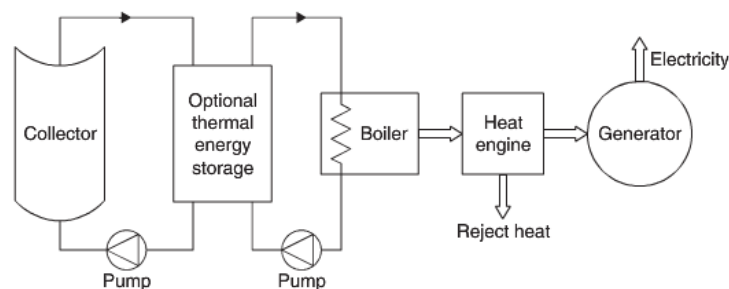 Collector
Optional
thermal
energy
storage
Boiler
Heat
engine
Generator
Electricity
Reject heat
Pump
Pump